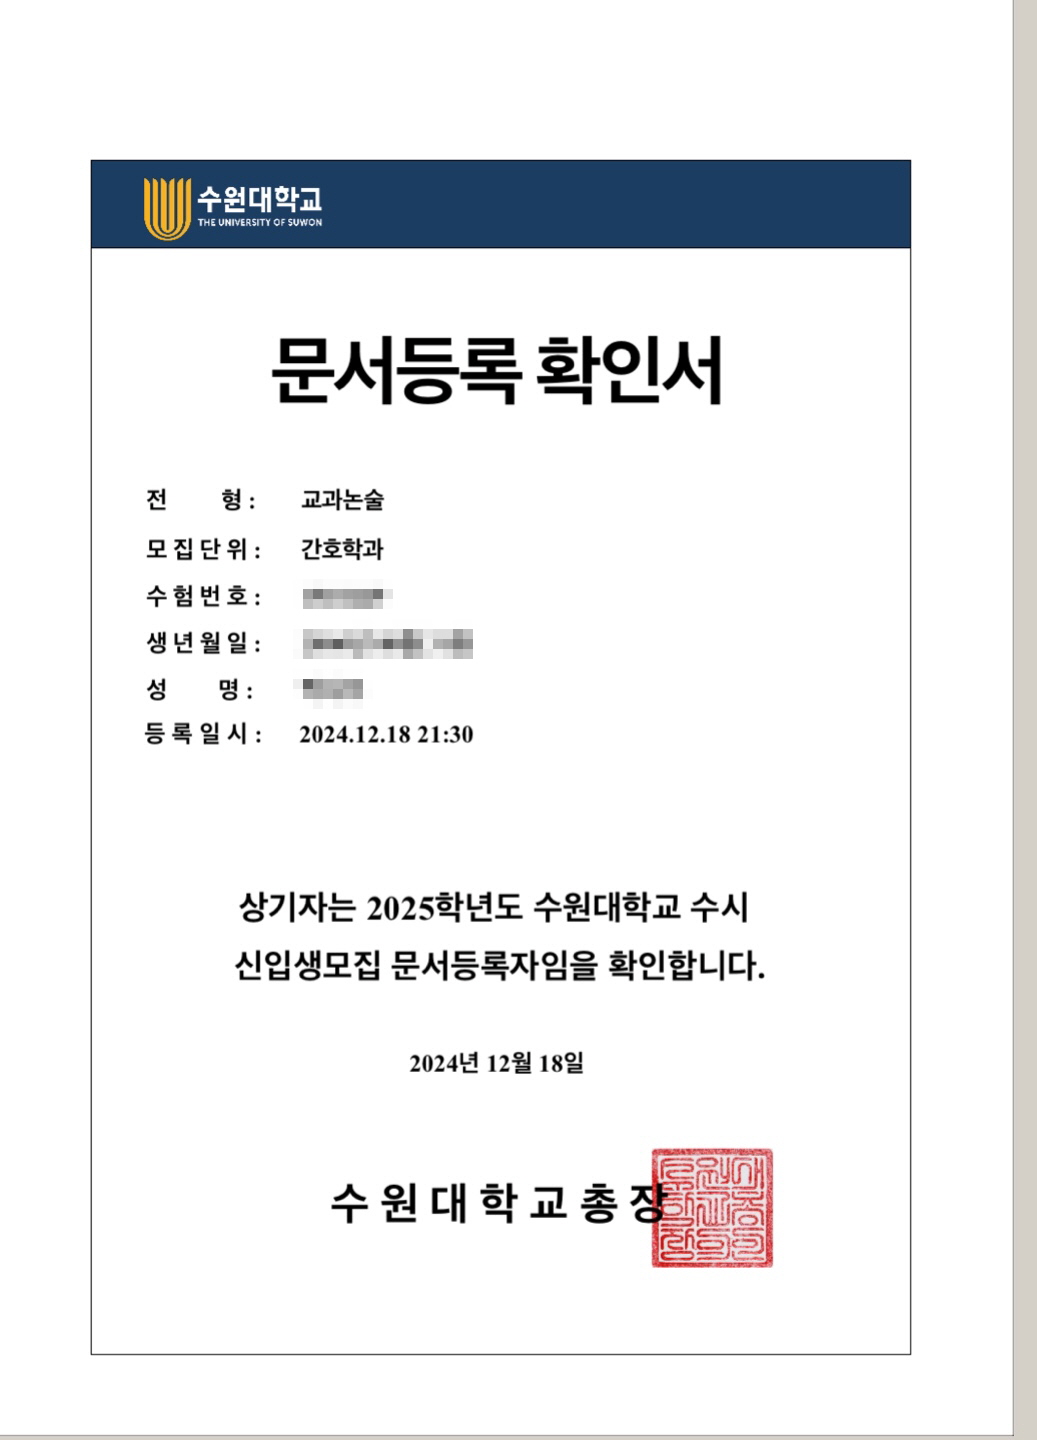 수원대학교
THE UNIVERSITY OF SUWON
문서등록 확인서
전 형 : 교과논술
모집단위 : 간호학과
수험번호 :
생년월일 :
성 명 :
등록일시 : 2024.12.18 21:30
상기자는 2025학년도 수원대학교 수시
신입생모집 문서등록자임을 확인합니다.
2024년 12월 18일
수원대학교총장